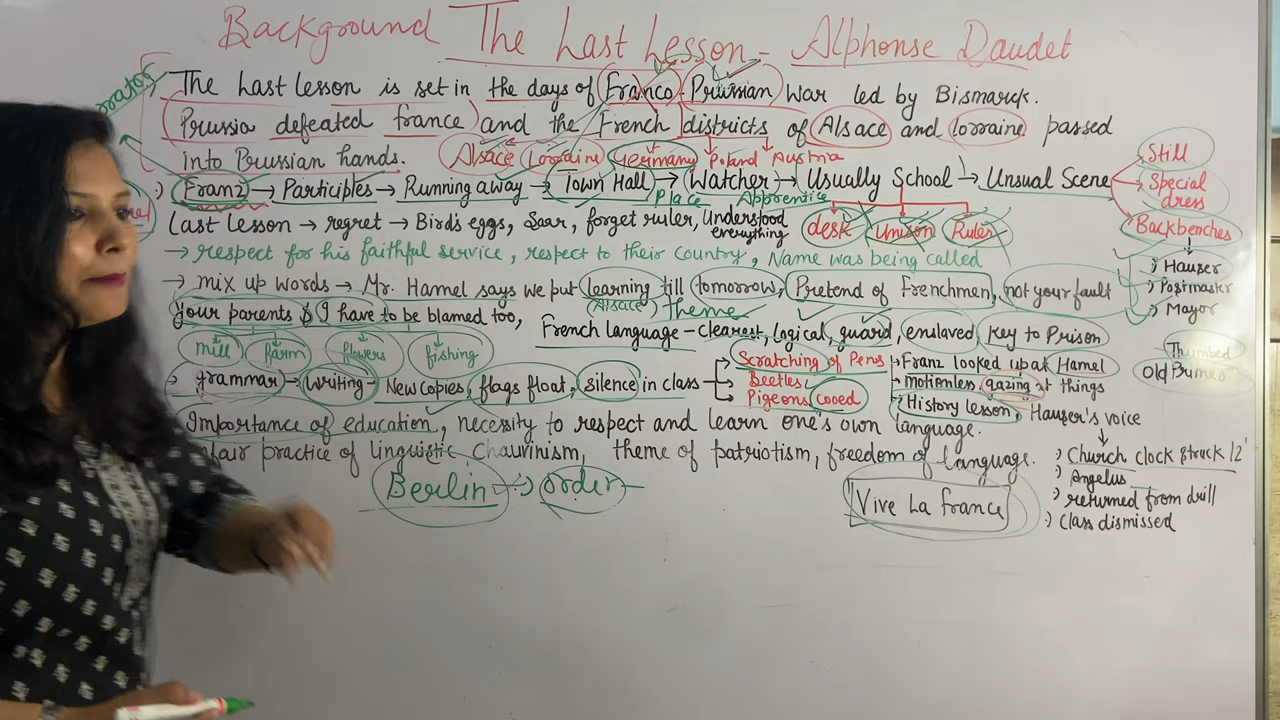 Background The Last Lesson - Alphonse Daudet
The Last lesson is set in the days of Franco - Prussian war led by Bismarck.
Prussia defeated france and the French districts of Alsace and lorraine passed
into Prussian hands. Alsace Lorraine Germany Poland Austria
Franz → Participles → Running away → Town Hall → Watcher → Usually School → Unsual Scene
Place Apprentice
Still
Special dress
Backbenches
Last Lesson → regret → Bird's eggs, Saar, forget ruler, Understood everything desk Unison Ruler
→ respect for his faithful service, respect to their Country, Name was being called
Hauser
Postmaster
Mayor
→ mix up words → Mr. Hamel says we put learning till tomorrow, Pretend of Frenchmen, not your fault
Alsace Theme
Your parents & I have to be blamed too, French language - clearest, logical, guard, enslaved, Key to Prison
mill farm flowers fishing
Thumbed
Old Primer
grammar → writing - New copies, flags float, silence in class
Scratching of Pens
Beetles
Pigeons cooed
Franz looked up at Hamel
motionless gazing at things
History lesson, Hauser's voice
Importance of education, necessity to respect and learn one's own language.
practice of linguistic Chauvinism, theme of patriotism, freedom of language.
Church clock struck 12
Angelus
returned from drill
Class dismissed
Berlin → order
Vive La france